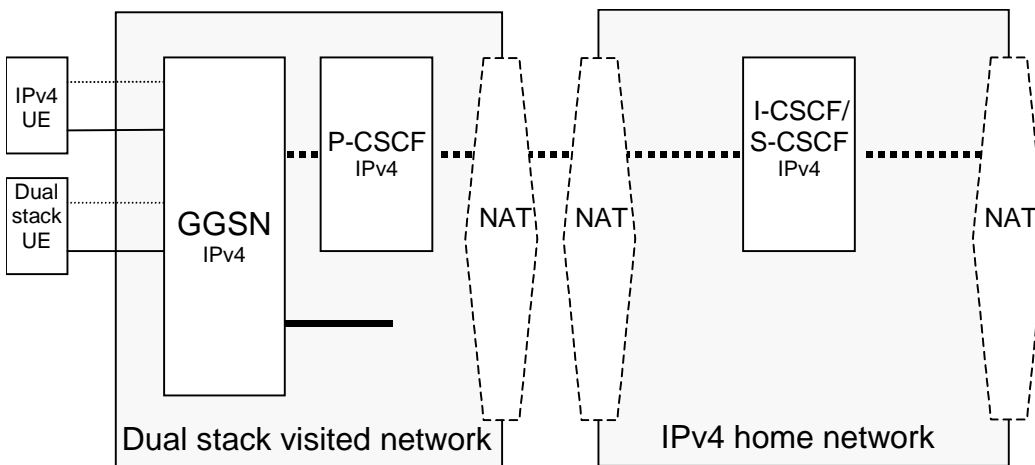 IPv4
UE
Dual
stack
UE
GGSN
IPv4
P-CSCF
IPv4
NAT
NAT
I-CSCF/
S-CSCF
IPv4
NAT
Dual stack visited network
IPv4 home network